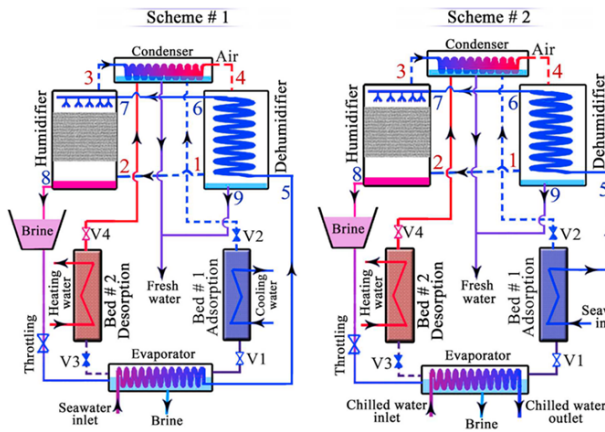 Scheme # 1
Condenser
Air
3
4
Humidifier
7
6
Dehumidifier
2
1
8
9
5
Brine
V4
V2
Heating water
Bed # 2
Desorption
Fresh
water
Bed # 1
Adsorption
Cooling water
Throttling
V3
Evaporator
V1
Seawater
inlet
Brine
Scheme # 2
Condenser
Air
3
4
Humidifier
7
6
Dehumidifier
2
1
8
9
5
Brine
V4
V2
Heating water
Bed # 2
Desorption
Fresh
water
Bed # 1
Adsorption
Throttling
V3
Evaporator
V1
Chilled water
inlet
Brine
Chilled water
outlet